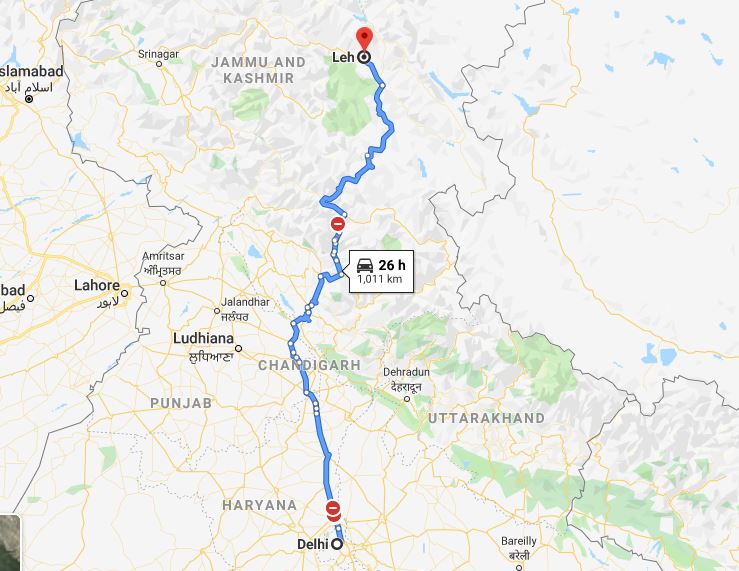 Srinagar
Leh
JAMMU AND
KASHMIR
slamabad
اسلام آباد
Amritsar
ਅੰਮ੍ਰਿਤਸਰ
26 h
1,011 km
bad
فیصل
Lahore
لاہور
Jalandhar
ਜਲੰਧਰ
Ludhiana
ਲੁਧਿਆਣਾ
CHANDIGARH
Dehradun
देहरादून
PUNJAB
UTTARAKHAND
HARYANA
Delhi
Bareilly
बरेली